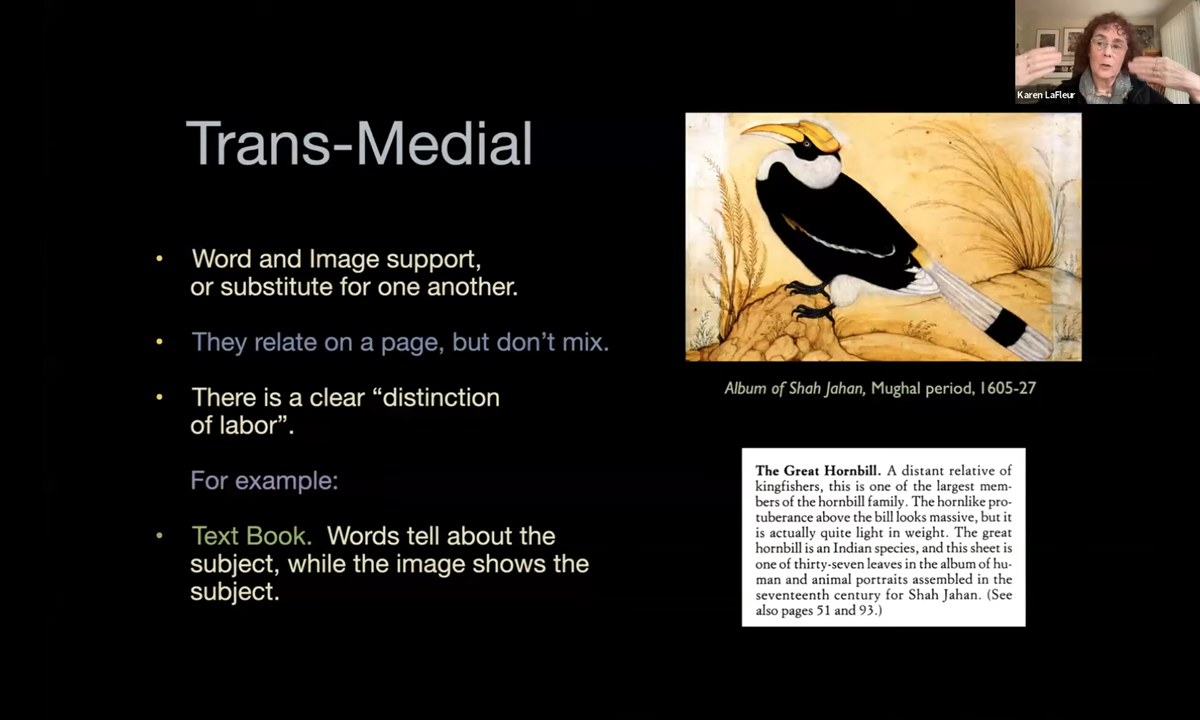 Karen LaFleur
Trans-Medial
• Word and Image support,
or substitute for one another.
• They relate on a page, but don’t mix.
• There is a clear “distinction
of labor”.
For example:
• Text Book. Words tell about the
subject, while the image shows the
subject.
Album of Shah Jahan, Mughal period, 1605-27
The Great Hornbill. A distant relative of
kingfishers, this is one of the largest mem-
bers of the hornbill family. The hornlike pro-
tuberance above the bill looks massive, but it
is actually quite light in weight. The great
hornbill is an Indian species, and this sheet is
one of thirty-seven leaves in the album of hu-
man and animal portraits assembled in the
seventeenth century for Shah Jahan. (See
also pages 51 and 93.)